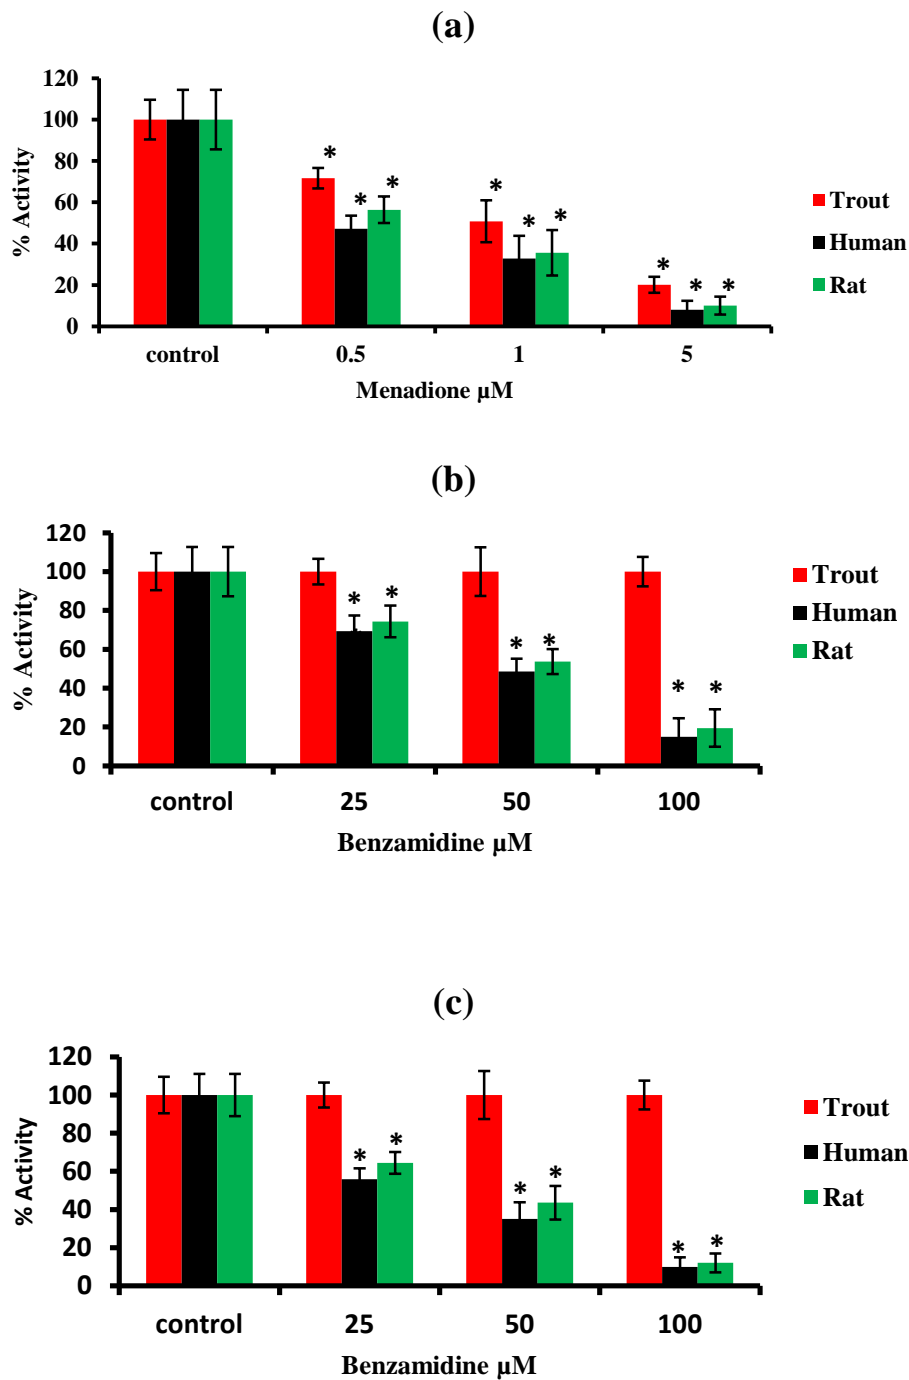 (a)
120
100
80
60
40
20
0
% Activity
* * *
* * *
* * *
control 0.5 1 5
Menadione µM
Trout
Human
Rat
(b)
120
100
80
60
40
20
0
% Activity
* *
* *
* *
control 25 50 100
Benzamidine µM
Trout
Human
Rat
(c)
120
100
80
60
40
20
0
% Activity
* *
* *
* *
control 25 50 100
Benzamidine µM
Trout
Human
Rat